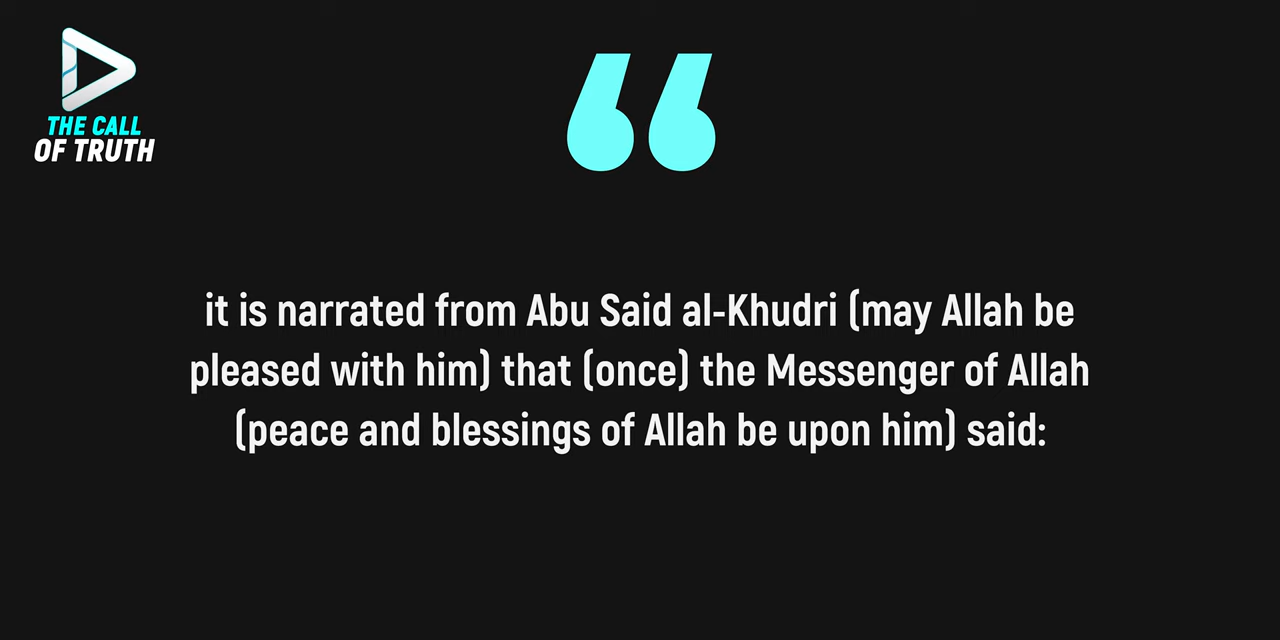 THE CALL
OF TRUTH
it is narrated from Abu Said al-Khudri (may Allah be
pleased with him) that (once) the Messenger of Allah
(peace and blessings of Allah be upon him) said: